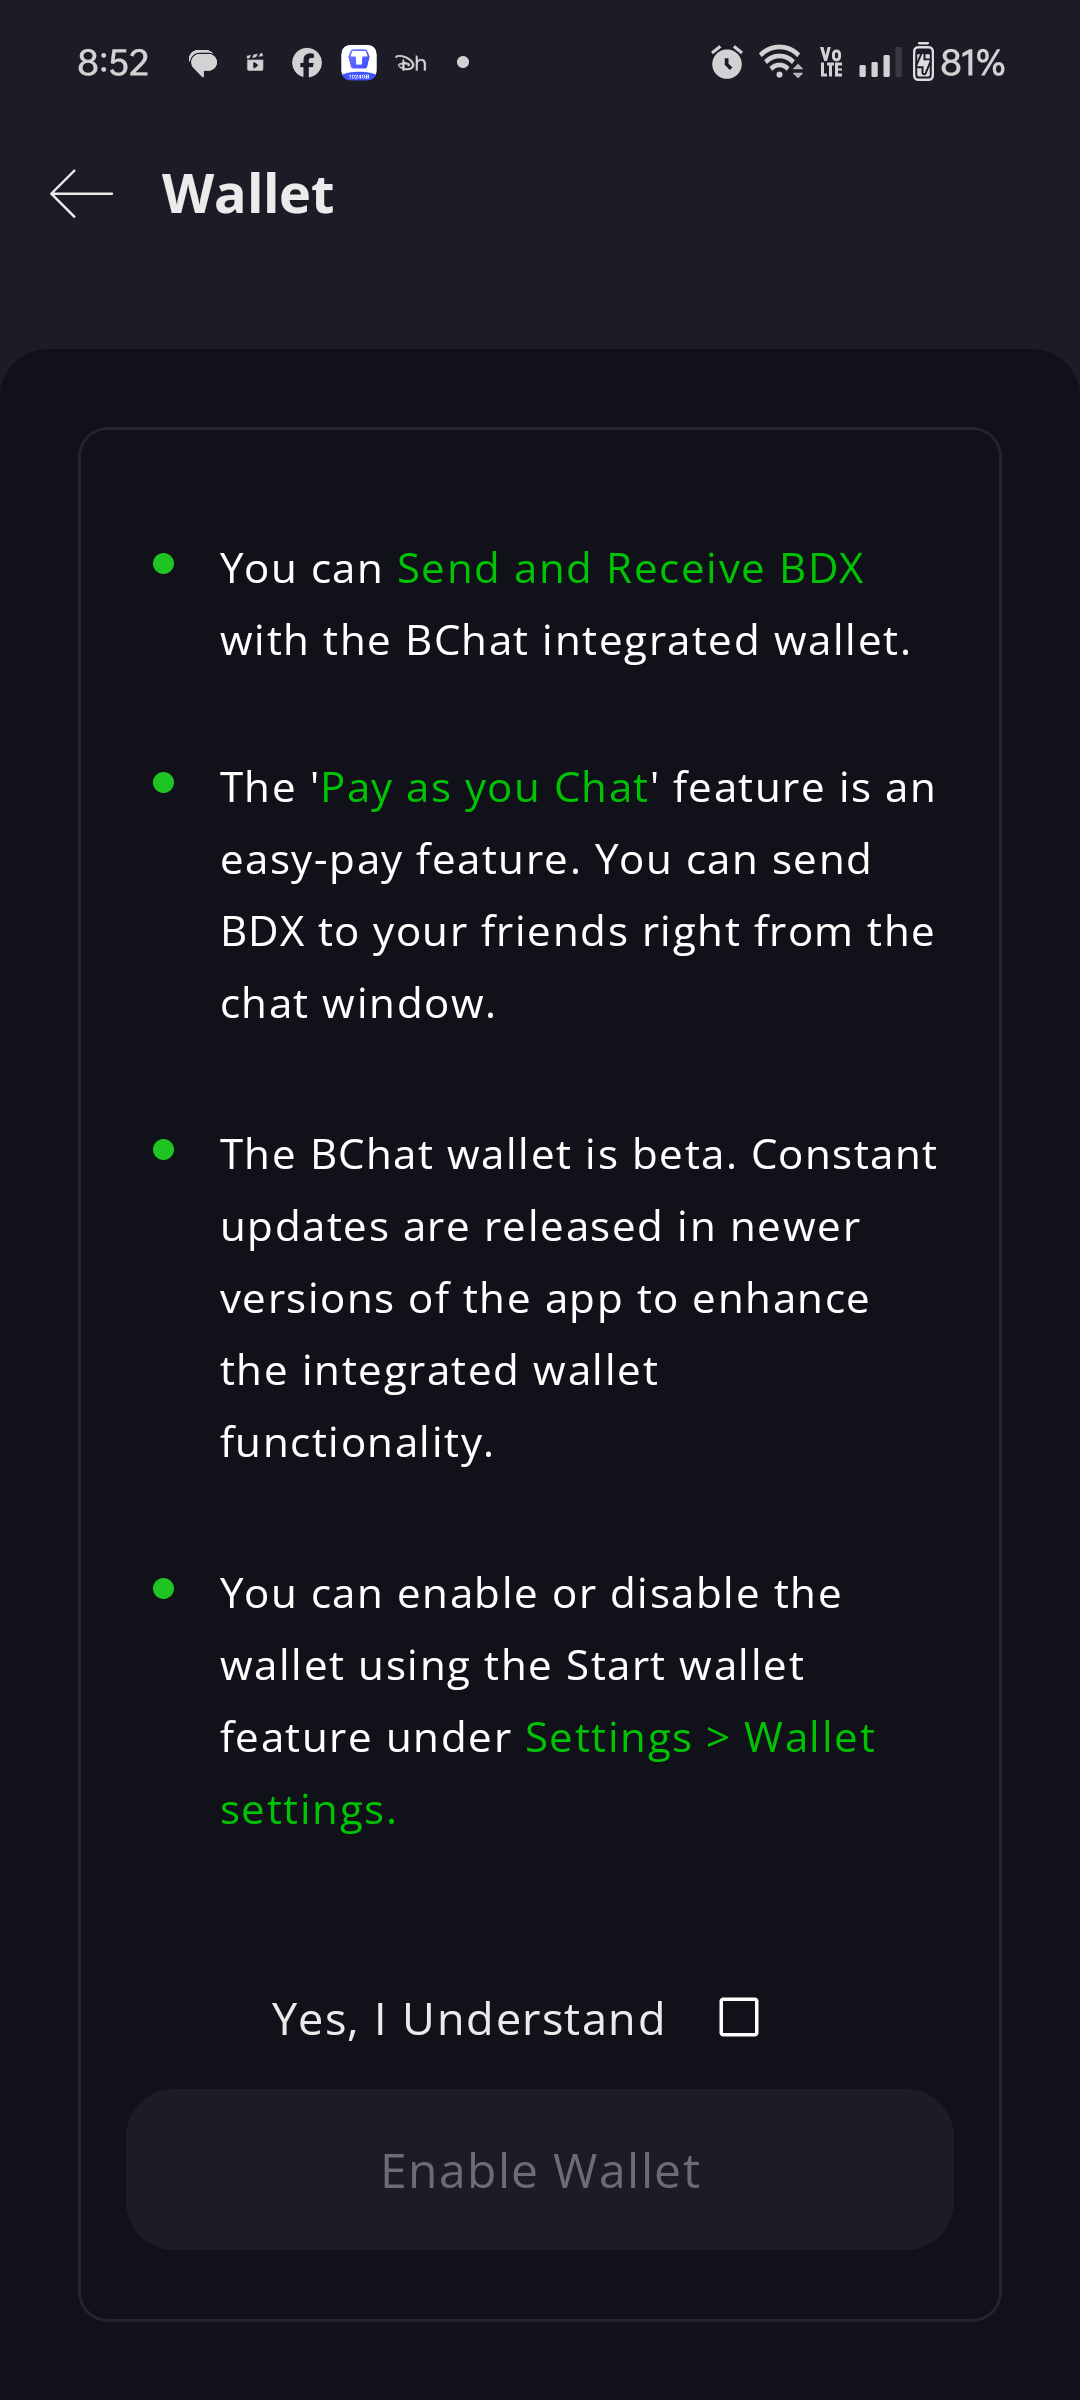 8:52
1024GB
Vo
LTE
81%
Wallet
You can Send and Receive BDX
with the BChat integrated wallet.
The 'Pay as you Chat' feature is an
easy-pay feature. You can send
BDX to your friends right from the
chat window.
The BChat wallet is beta. Constant
updates are released in newer
versions of the app to enhance
the integrated wallet
functionality.
You can enable or disable the
wallet using the Start wallet
feature under Settings > Wallet
settings.
Yes, I Understand
Enable Wallet